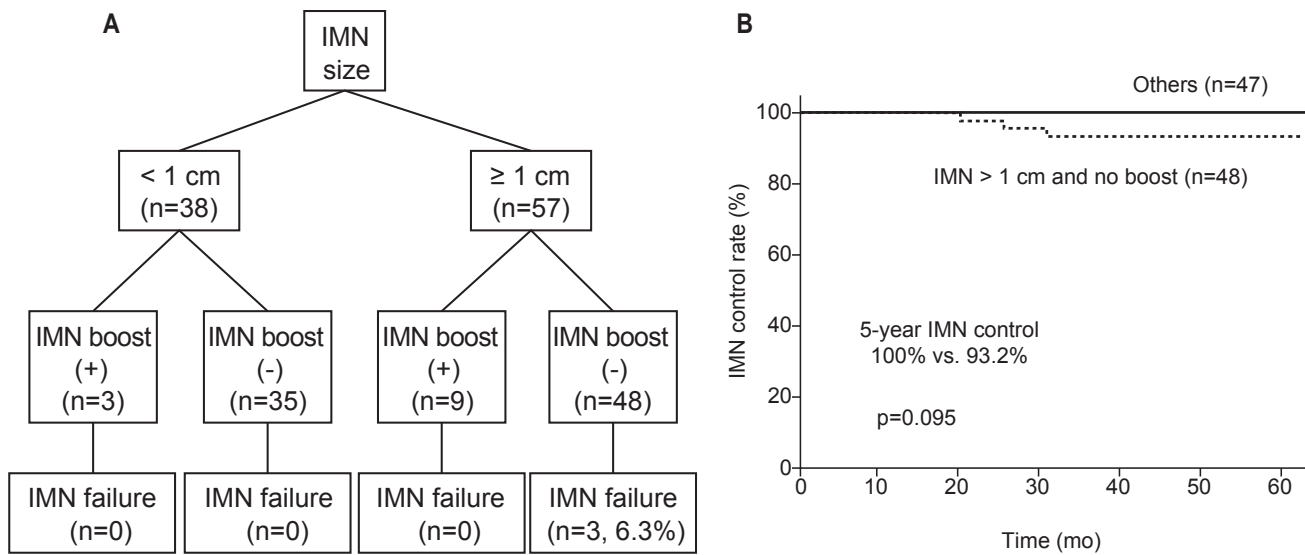 A
IMN
size
< 1 cm
(n=38)
≥ 1 cm
(n=57)
IMN boost
(+)
(n=3)
IMN boost
(-)
(n=35)
IMN boost
(+)
(n=9)
IMN boost
(-)
(n=48)
IMN failure
(n=0)
IMN failure
(n=0)
IMN failure
(n=0)
IMN failure
(n=3, 6.3%)
B
IMN control rate (%)
100
80
60
40
20
0
Others (n=47)
IMN > 1 cm and no boost (n=48)
5-year IMN control
100% vs. 93.2%
p=0.095
0 10 20 30 40 50 60
Time (mo)